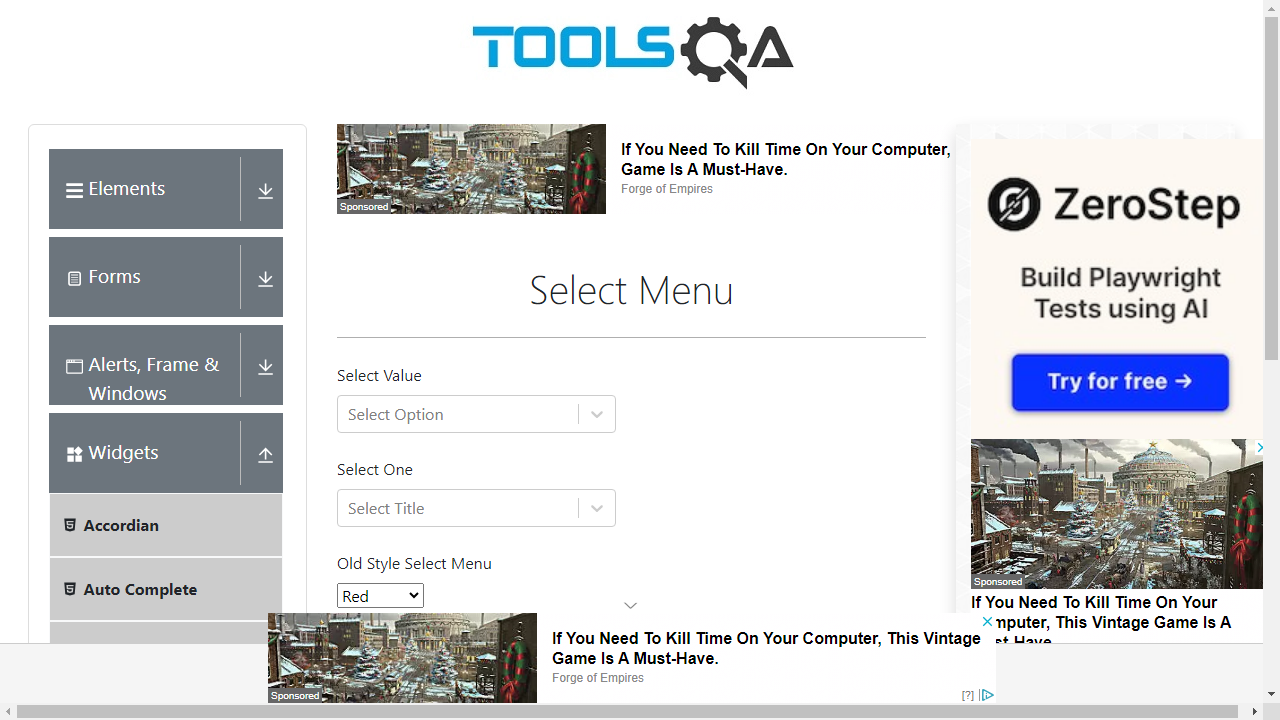 TOOLSQA
Elements
Forms
Alerts, Frame &
Windows
Widgets
Accordian
Auto Complete
Sponsored
If You Need To Kill Time On Your Computer,
Game Is A Must-Have.
Forge of Empires
Select Menu
Select Value
Select Option
Select One
Select Title
Old Style Select Menu
Red
ZeroStep
Build Playwright
Tests using AI
Try for free →
Sponsored
If You Need To Kill Time On Your
mputer, This Vintage Game Is A
st-Have
Sponsored
If You Need To Kill Time On Your Computer, This Vintage
Game Is A Must-Have.
Forge of Empires
[?]